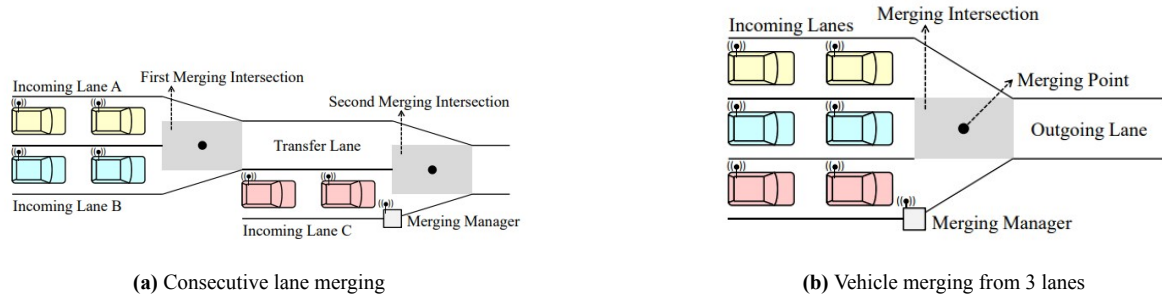 First Merging Intersection
Incoming Lane A
Second Merging Intersection
Transfer Lane
Incoming Lane B
Incoming Lane C
Merging Manager
(a) Consecutive lane merging
Merging Intersection
Incoming Lanes
Merging Point
Outgoing Lane
Merging Manager
(b) Vehicle merging from 3 lanes